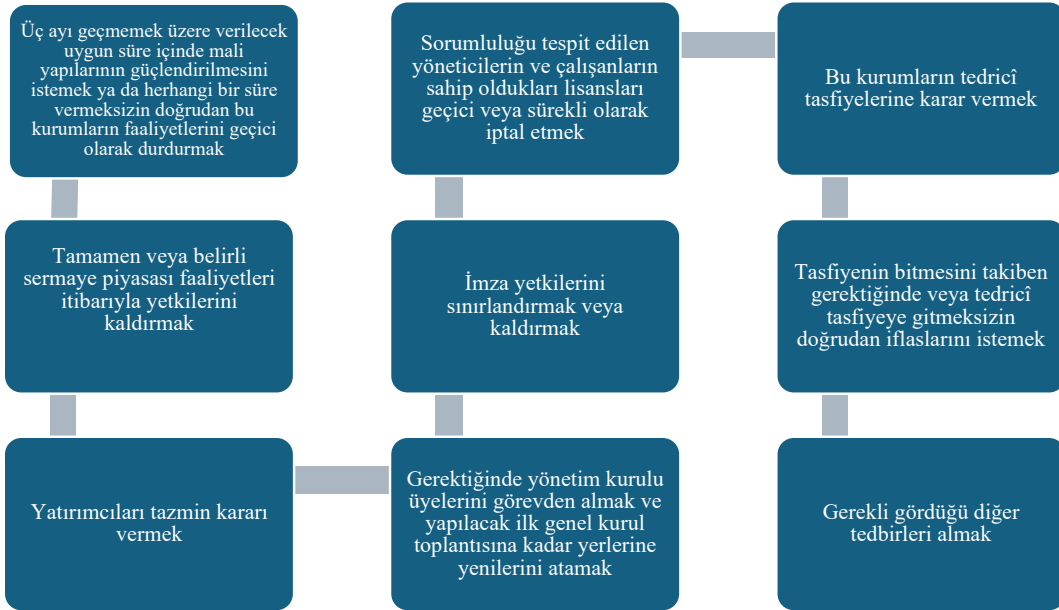 Üç ayı geçmemek üzere verilecek
uygun süre içinde mali
yapılarının güçlendirilmesini
istemek ya da herhangi bir süre
vermeksizin doğrudan bu
kurumların faaliyetlerini geçici
olarak durdurmak
Tamamen veya belirli
sermaye piyasası faaliyetleri
itibarıyla yetkilerini
kaldırmak
Yatırımcıları tazmin kararı
vermek
Gerektiğinde yönetim kurulu
üyelerini görevden almak ve
yapılacak ilk genel kurul
toplantısına kadar yerlerine
yenilerini atamak
İmza yetkilerini
sınırlandırmak veya
kaldırmak
Sorumluluğu tespit edilen
yöneticilerin ve çalışanların
sahip oldukları lisansları
geçici veya sürekli olarak
iptal etmek
Bu kurumların tedricî
tasfiyelerine karar vermek
Tasfiyenin bitmesini takiben
gerektiğinde veya tedricî
tasfiyeye gitmeksizin
doğrudan iflaslarını istemek
Gerekli gördüğü diğer
tedbirleri almak